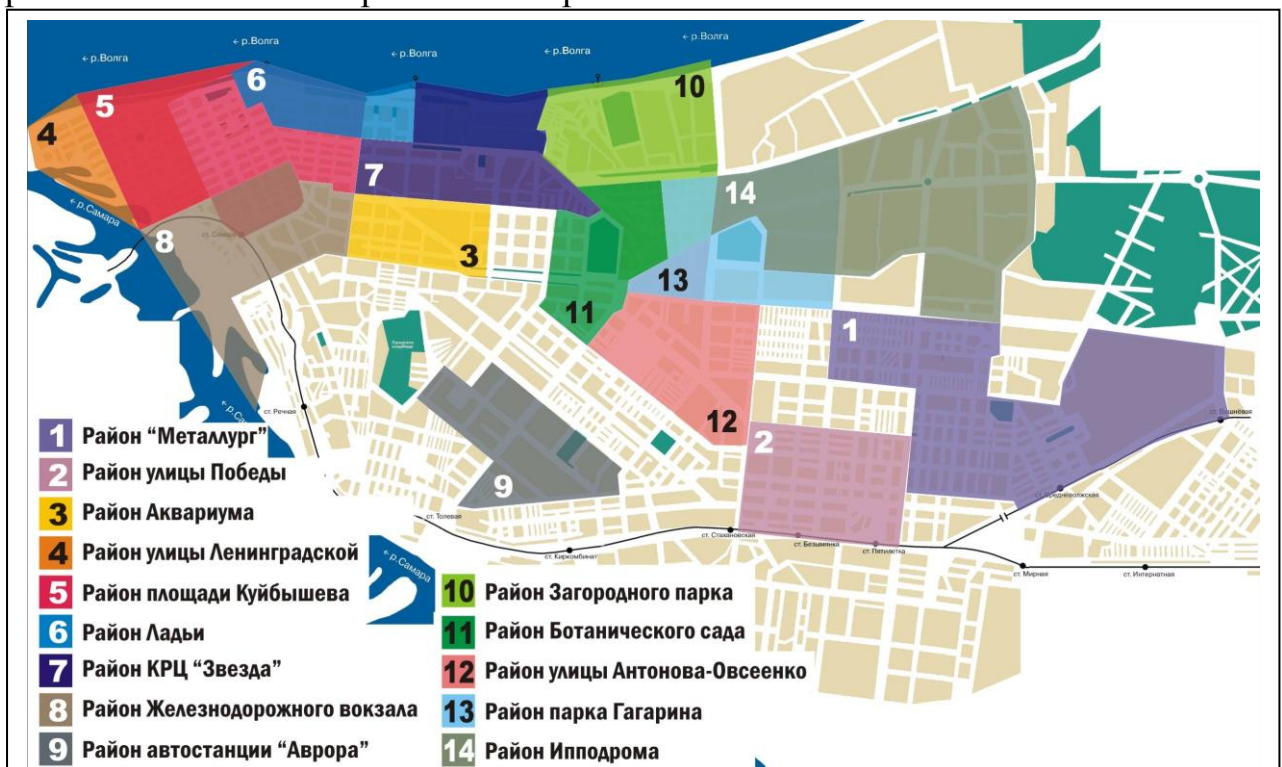 ← р.Волга
← р.Волга
← р.Волга
← р.Волга
← р.Волга
10
6
5
4
7
14
← р.Самара
8
3
13
11
1
12
2
9
ст. Речная
ст. Толевая
ст. Киркомбинат
ст. Стахановская
ст. Безымянка
ст. Пятилетка
ст. Средневолжская
ст. Мирная
ст. Интернатная
← р.Самара
1 Район “Металлург”
2 Район улицы Победы
3 Район Аквариума
4 Район улицы Ленинградской
5 Район площади Куйбышева
6 Район Ладьи
7 Район КРЦ “Звезда”
8 Район Железнодорожного вокзала
9 Район автостанции “Аврора”
10 Район Загородного парка
11 Район Ботанического сада
12 Район улицы Антонова-Овсеенко
13 Район парка Гагарина
14 Район Ипподрома